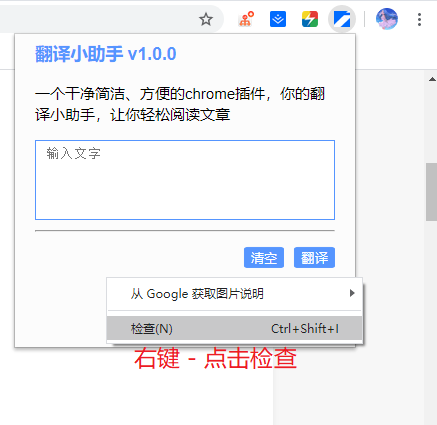 翻译小助手 v1.0.0
一个干净简洁、方便的chrome插件，你的翻
译小助手，让你轻松阅读文章
输入文字
清空 翻译
从 Google 获取图片说明
检查(N) Ctrl+Shift+I
右键 - 点击检查